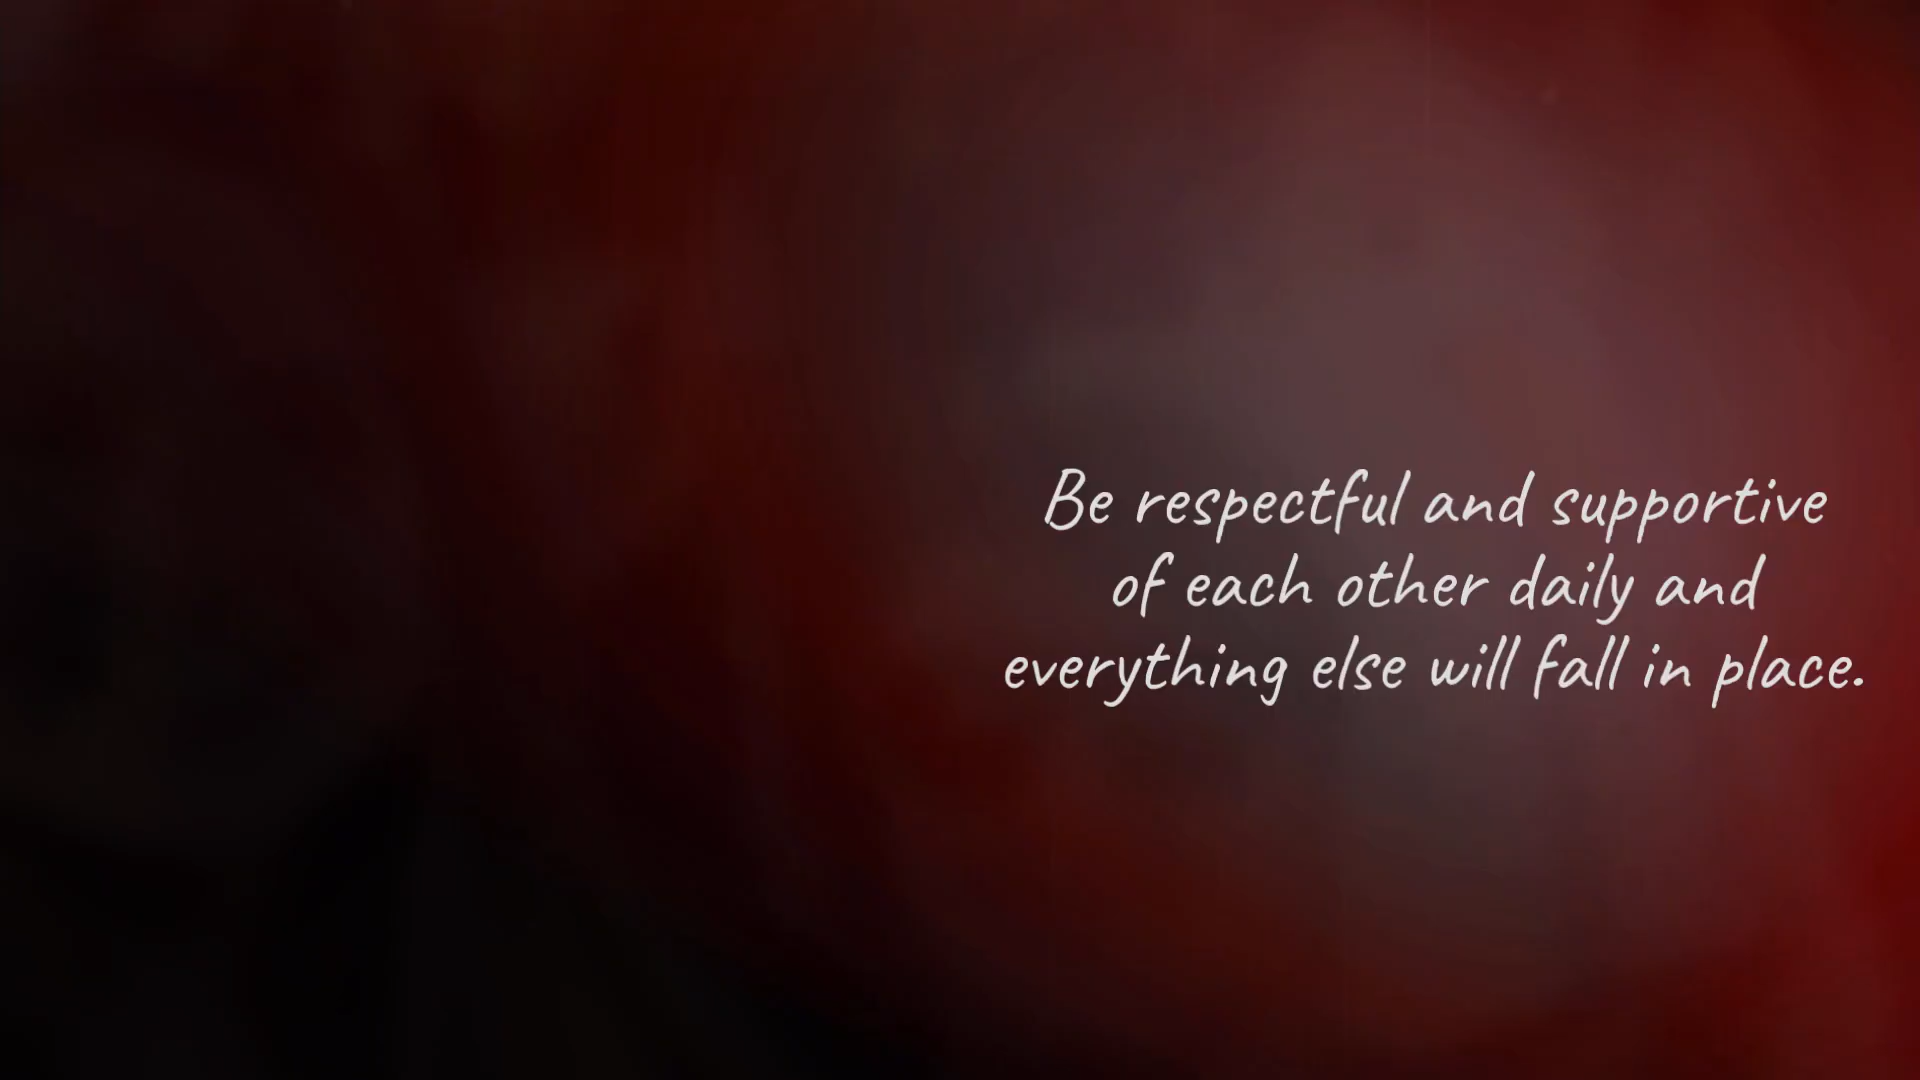 Be respectful and supportive
of each other daily and
everything else will fall in place.